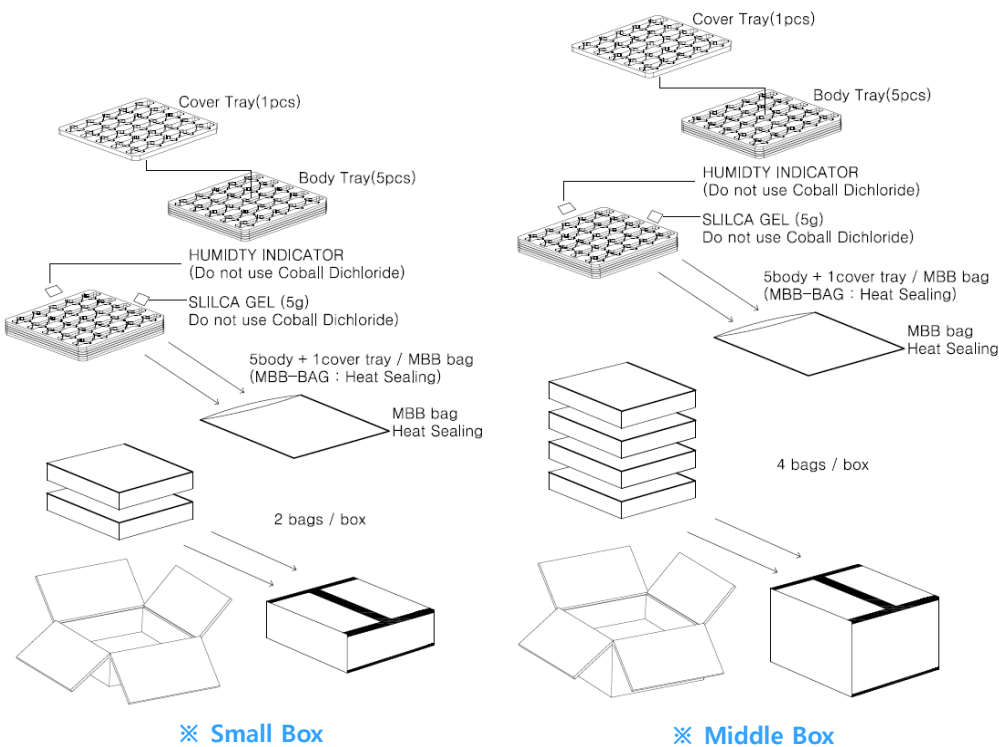 Cover Tray(1pcs)
Body Tray(5pcs)
HUMIDTY INDICATOR
(Do not use Coball Dichloride)
SLILCA GEL (5g)
Do not use Coball Dichloride)
5body + 1cover tray / MBB bag
(MBB-BAG : Heat Sealing)
MBB bag
Heat Sealing
2 bags / box
※ Small Box
Cover Tray(1pcs)
Body Tray(5pcs)
HUMIDTY INDICATOR
(Do not use Coball Dichloride)
SLILCA GEL (5g)
Do not use Coball Dichloride)
5body + 1cover tray / MBB bag
(MBB-BAG : Heat Sealing)
MBB bag
Heat Sealing
4 bags / box
※ Middle Box